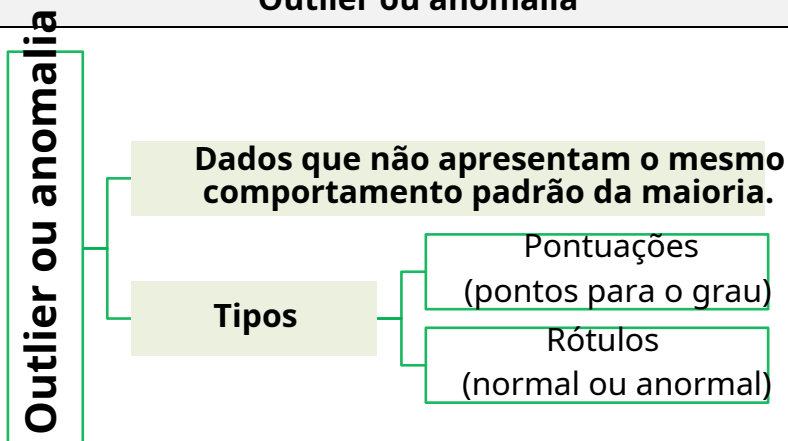 Outlier ou anomalia
Outlier ou anomalia
Dados que não apresentam o mesmo
comportamento padrão da maioria.
Tipos
Pontuações
(pontos para o grau)
Rótulos
(normal ou anormal)